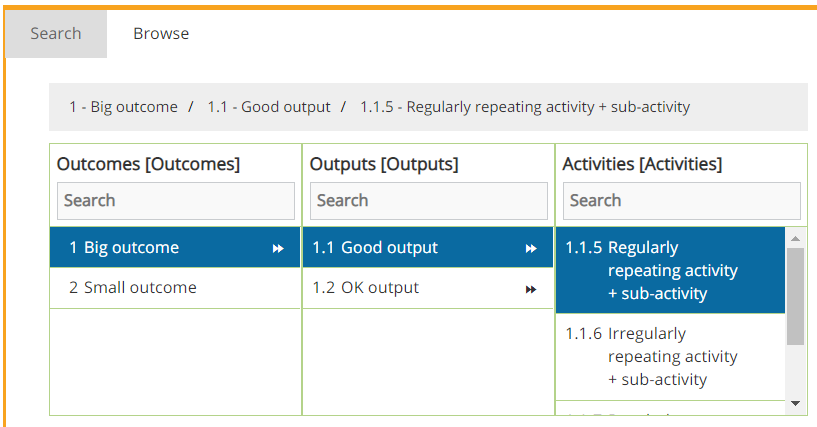 Search Browse
1 - Big outcome / 1.1 - Good output / 1.1.5 - Regularly repeating activity + sub-activity
Outcomes [Outcomes] Outputs [Outputs] Activities [Activities]
Search Search Search
1 Big outcome
2 Small outcome
1.1 Good output
1.2 OK output
1.1.5 Regularly
repeating activity
+ sub-activity
1.1.6 Irregularly
repeating activity
+ sub-activity